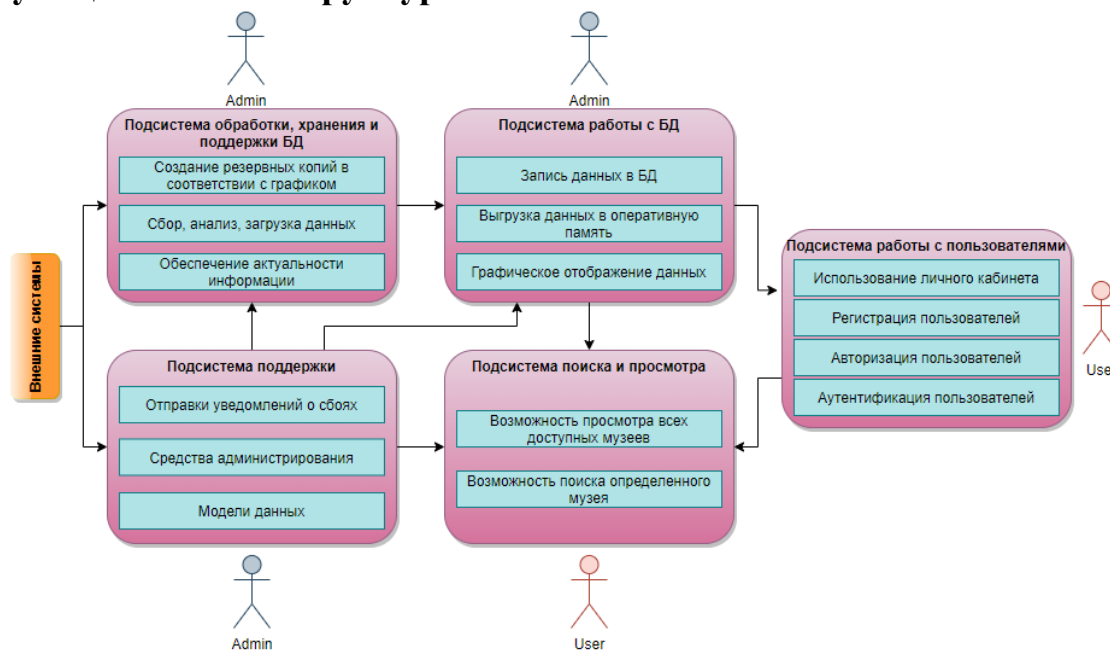 Admin
Admin
Подсистема обработки, хранения и
поддержки БД
Создание резервных копий в
соответствии с графиком
Сбор, анализ, загрузка данных
Обеспечение актуальности
информации
Подсистема работы с БД
Запись данных в БД
Выгрузка данных в оперативную
память
Графическое отображение данных
Подсистема работы с пользователями
Использование личного кабинета
Регистрация пользователей
Авторизация пользователей
Аутентификация пользователей
Use
Внешние системы
Подсистема поддержки
Отправки уведомлений о сбоях
Средства администрирования
Модели данных
Подсистема поиска и просмотра
Возможность просмотра всех
доступных музеев
Возможность поиска определенного
музея
Admin
User